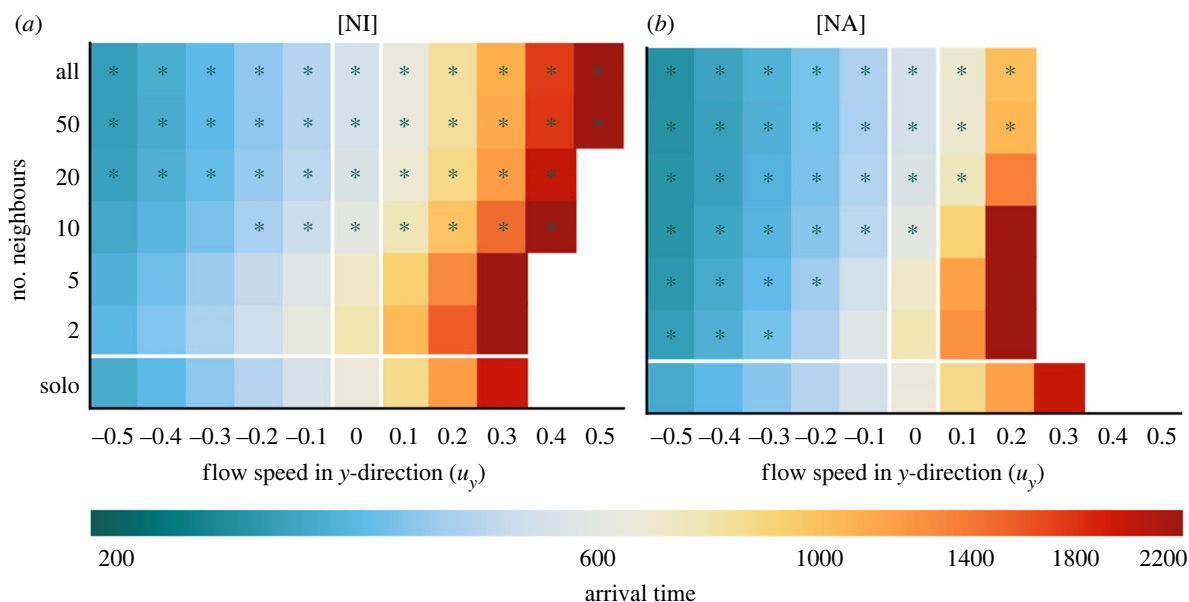 (a) [NI] (b) [NA]
no. neighbours
all * * * * * * * * * * * * * * * * * * *
50 * * * * * * * * * * * * * * * * * * *
20 * * * * * * * * * * * * * * * * *
10 * * * * * * * * * * * * *
5 * * * *
2 * * *
solo
–0.5 –0.4 –0.3 –0.2 –0.1 0 0.1 0.2 0.3 0.4 0.5 –0.5 –0.4 –0.3 –0.2 –0.1 0 0.1 0.2 0.3 0.4 0.5
flow speed in y-direction (u_y) flow speed in y-direction (u_y)
200 600 1000 1400 1800 2200
arrival time